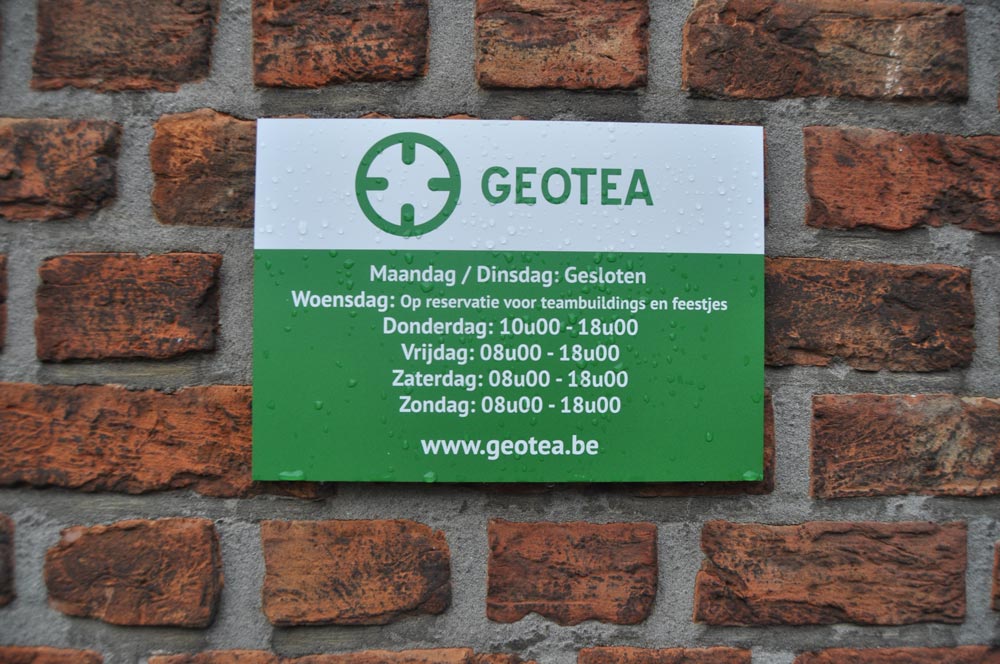 GEOTEA
Maandag / Dinsdag: Gesloten
Woensdag: Op reservatie voor teambuildings en feestjes
Donderdag: 10u00 - 18u00
Vrijdag: 08u00 - 18u00
Zaterdag: 08u00 - 18u00
Zondag: 08u00 - 18u00
www.geotea.be